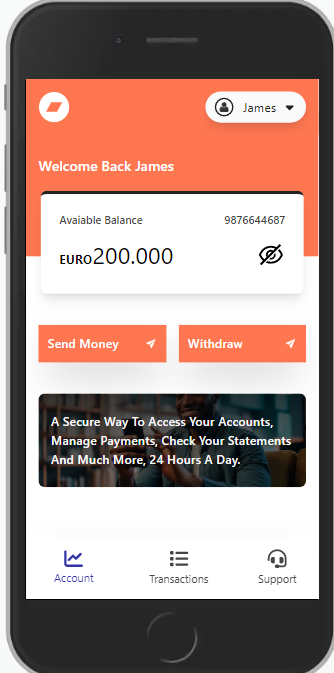 James
Welcome Back James
Avaiable Balance
9876644687
EURO200.000
Send Money
Withdraw
A Secure Way To Access Your Accounts,
Manage Payments, Check Your Statements
And Much More, 24 Hours A Day.
Account
Transactions
Support